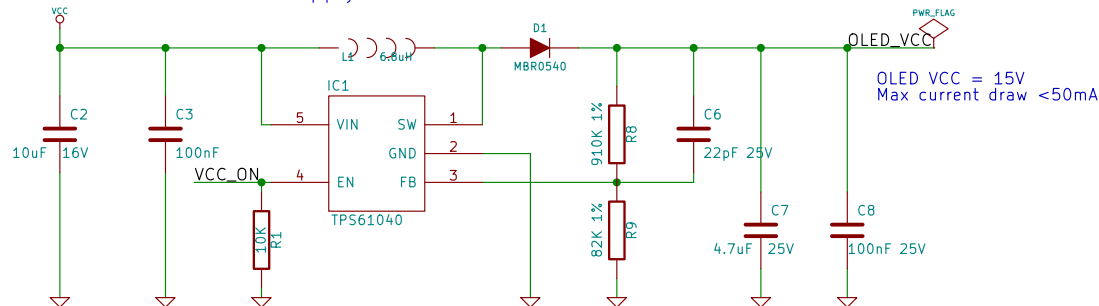 VCC
PWR_FLAG
D1
OLED_VCC
L1 6.8uH
MBR0540
OLED VCC = 15V
Max current draw <50mA
IC1
C2
10uF 16V
C3
100nF
5 VIN
SW 1
GND 2
VCC_ON 4 EN
FB 3
TPS61040
910K 1%
R8
C6
22pF 25V
10K
R1
82K 1%
R9
C7
4.7uF 25V
C8
100nF 25V